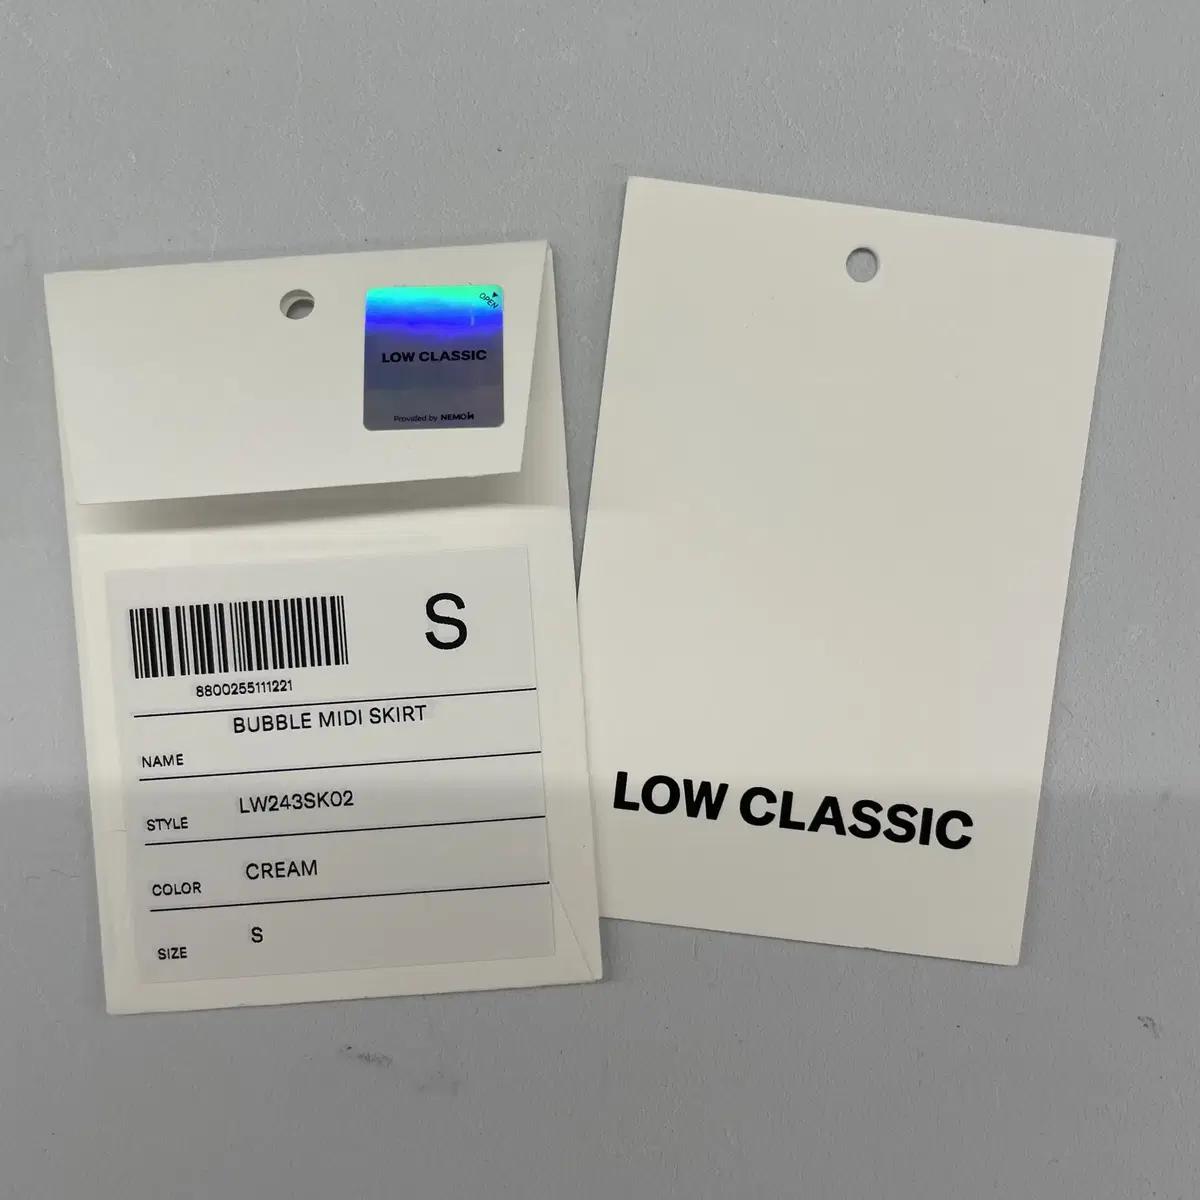 OPEN
LOW CLASSIC
Provided by NEMO
S
8800255111221
NAME BUBBLE MIDI SKIRT
STYLE LW243SK02
COLOR CREAM
SIZE S
LOW CLASSIC